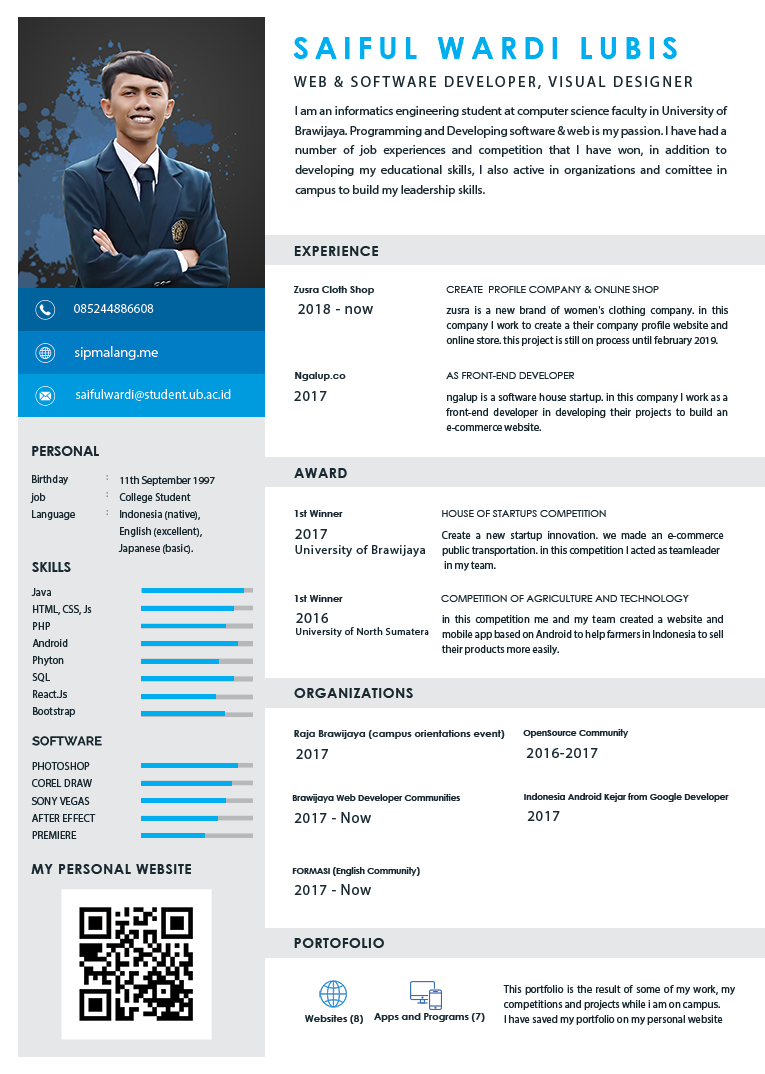 SAIFUL WARDI LUBIS
WEB & SOFTWARE DEVELOPER, VISUAL DESIGNER
I am an informatics engineering student at computer science faculty in University of
Brawijaya. Programming and Developing software & web is my passion. I have had a
number of job experiences and competition that I have won, in addition to
developing my educational skills, I also active in organizations and comittee in
campus to build my leadership skills.
085244886608
sipmalang.me
saifulwardi@student.ub.ac.id
PERSONAL
Birthday : 11th September 1997
job : College Student
Language : Indonesia (native),
English (excellent),
Japanese (basic).
SKILLS
Java
HTML, CSS, Js
PHP
Android
Phyton
SQL
React.Js
Bootstrap
SOFTWARE
PHOTOSHOP
COREL DRAW
SONY VEGAS
AFTER EFFECT
PREMIERE
MY PERSONAL WEBSITE
EXPERIENCE
Zusra Cloth Shop
2018 - now
CREATE PROFILE COMPANY & ONLINE SHOP
zusra is a new brand of women's clothing company. in this
company I work to create a their company profile website and
online store. this project is still on process until february 2019.
Ngalup.co
2017
AS FRONT-END DEVELOPER
ngalup is a software house startup. in this company I work as a
front-end developer in developing their projects to build an
e-commerce website.
AWARD
1st Winner
2017
University of Brawijaya
HOUSE OF STARTUPS COMPETITION
Create a new startup innovation. we made an e-commerce
public transportation. in this competition I acted as teamleader
in my team.
1st Winner
2016
University of North Sumatera
COMPETITION OF AGRICULTURE AND TECHNOLOGY
in this competition me and my team created a website and
mobile app based on Android to help farmers in Indonesia to sell
their products more easily.
ORGANIZATIONS
Raja Brawijaya (campus orientations event)
2017
OpenSource Community
2016-2017
Brawijaya Web Developer Communities
2017 - Now
Indonesia Android Kejar from Google Developer
2017
FORMASI (English Community)
2017 - Now
PORTOFOLIO
Websites (8)
Apps and Programs (7)
This portfolio is the result of some of my work, my
competitions and projects while i am on campus.
I have saved my portfolio on my personal website